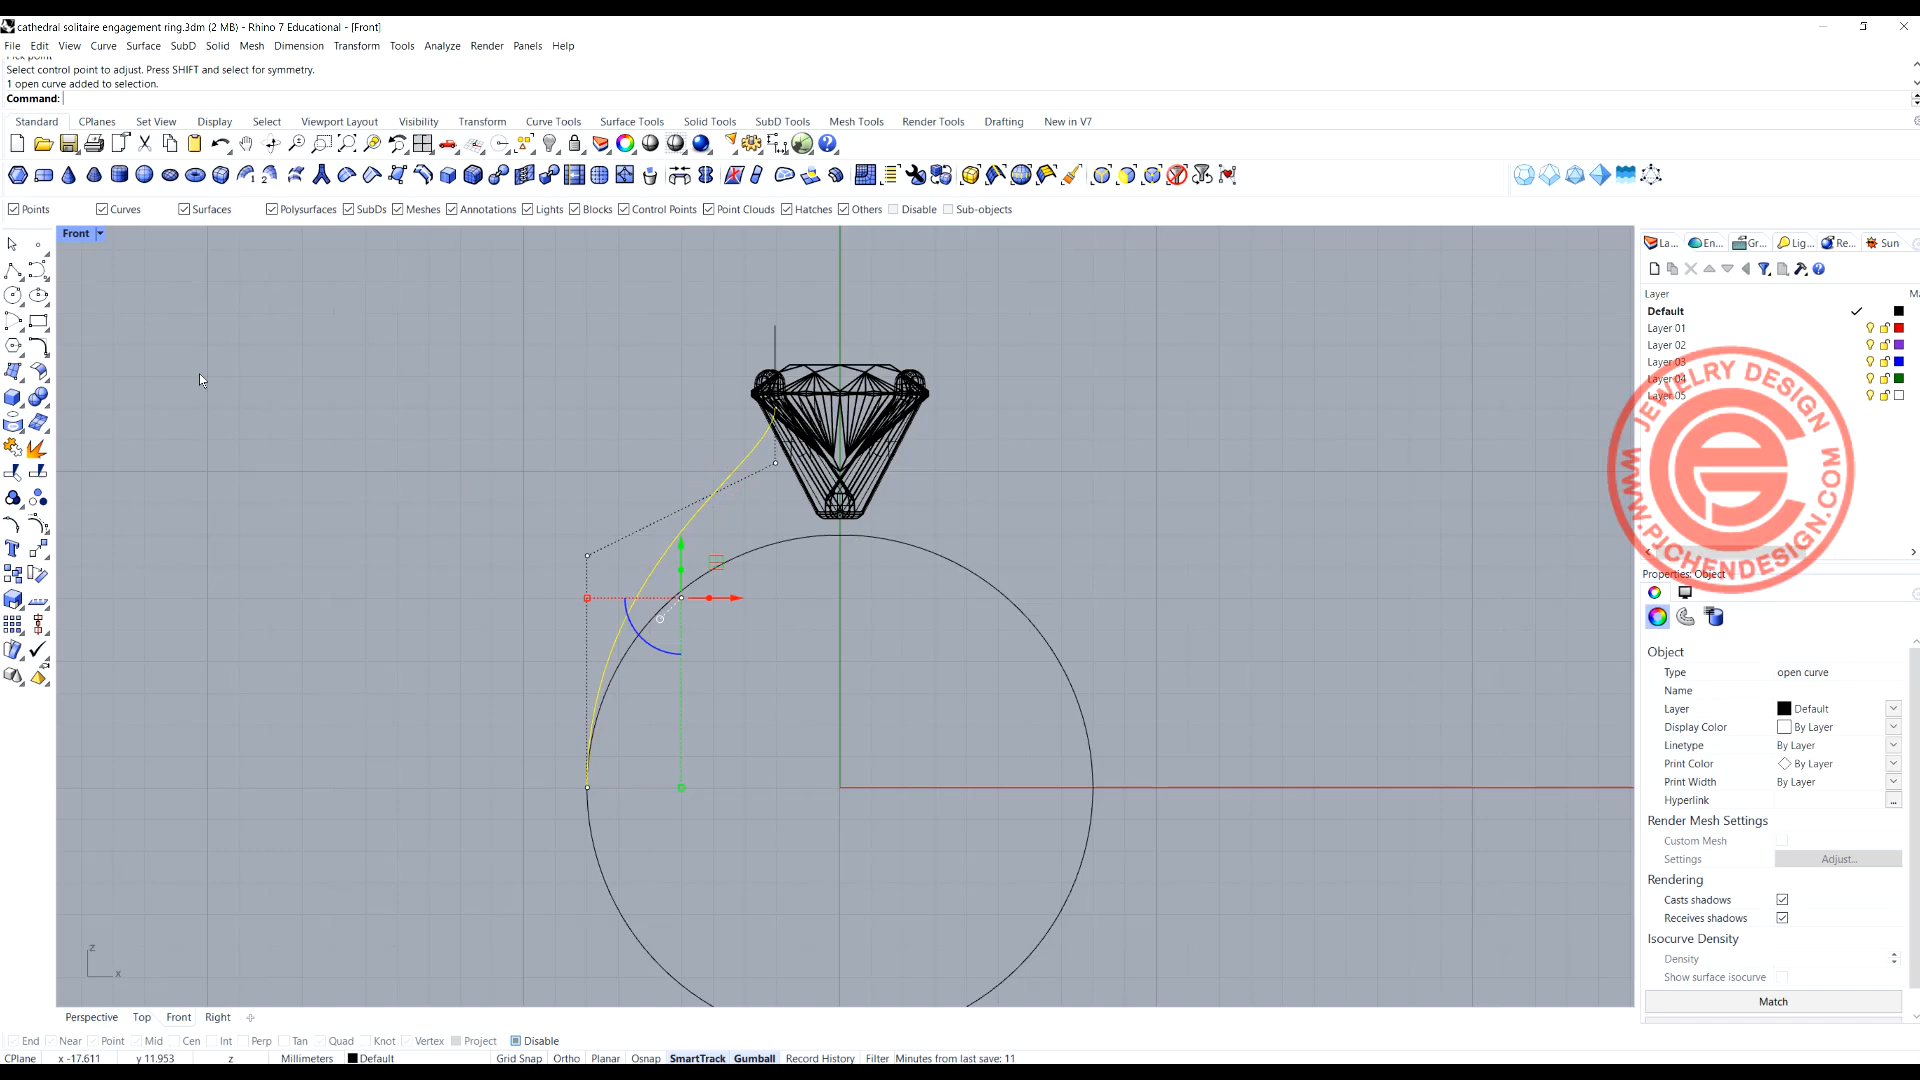 cathedral solitaire engagement ring.3dm (2 MB) - Rhino 7 Educational - [Front]
File Edit View Curve Surface SubD Solid Mesh Dimension Transform Tools Analyze Render Panels Help
Pick point
Select control point to adjust. Press SHIFT and select for symmetry.
1 open curve added to selection.
Command:
Standard CPlanes Set View Display Select Viewport Layout Visibility Transform Curve Tools Surface Tools Solid Tools SubD Tools Mesh Tools Render Tools Drafting New in V7
Points Curves Surfaces Polysurfaces SubDs Meshes Annotations Lights Blocks Control Points Point Clouds Hatches Others Disable Sub-objects
Front
La... En... Gr... Lig... Re... Sun
Layer Ma
Default
Layer 01
Layer 02
Layer 03
Layer 04
Layer 05
JEWELRY DESIGN
WWW.PJCHENDESIGN.COM
Properties: Object
Object
Type open curve
Name
Layer Default
Display Color By Layer
Linetype By Layer
Print Color By Layer
Print Width By Layer
Hyperlink ...
Render Mesh Settings
Custom Mesh
Settings Adjust...
Rendering
Casts shadows
Receives shadows
Isocurve Density
Density
Show surface isocurve
Match
z
x
Perspective Top Front Right
End Near Point Mid Cen Int Perp Tan Quad Knot Vertex Project Disable
CPlane x -17.611 y 11.953 z Millimeters Default Grid Snap Ortho Planar Osnap SmartTrack Gumball Record History Filter Minutes from last save: 11